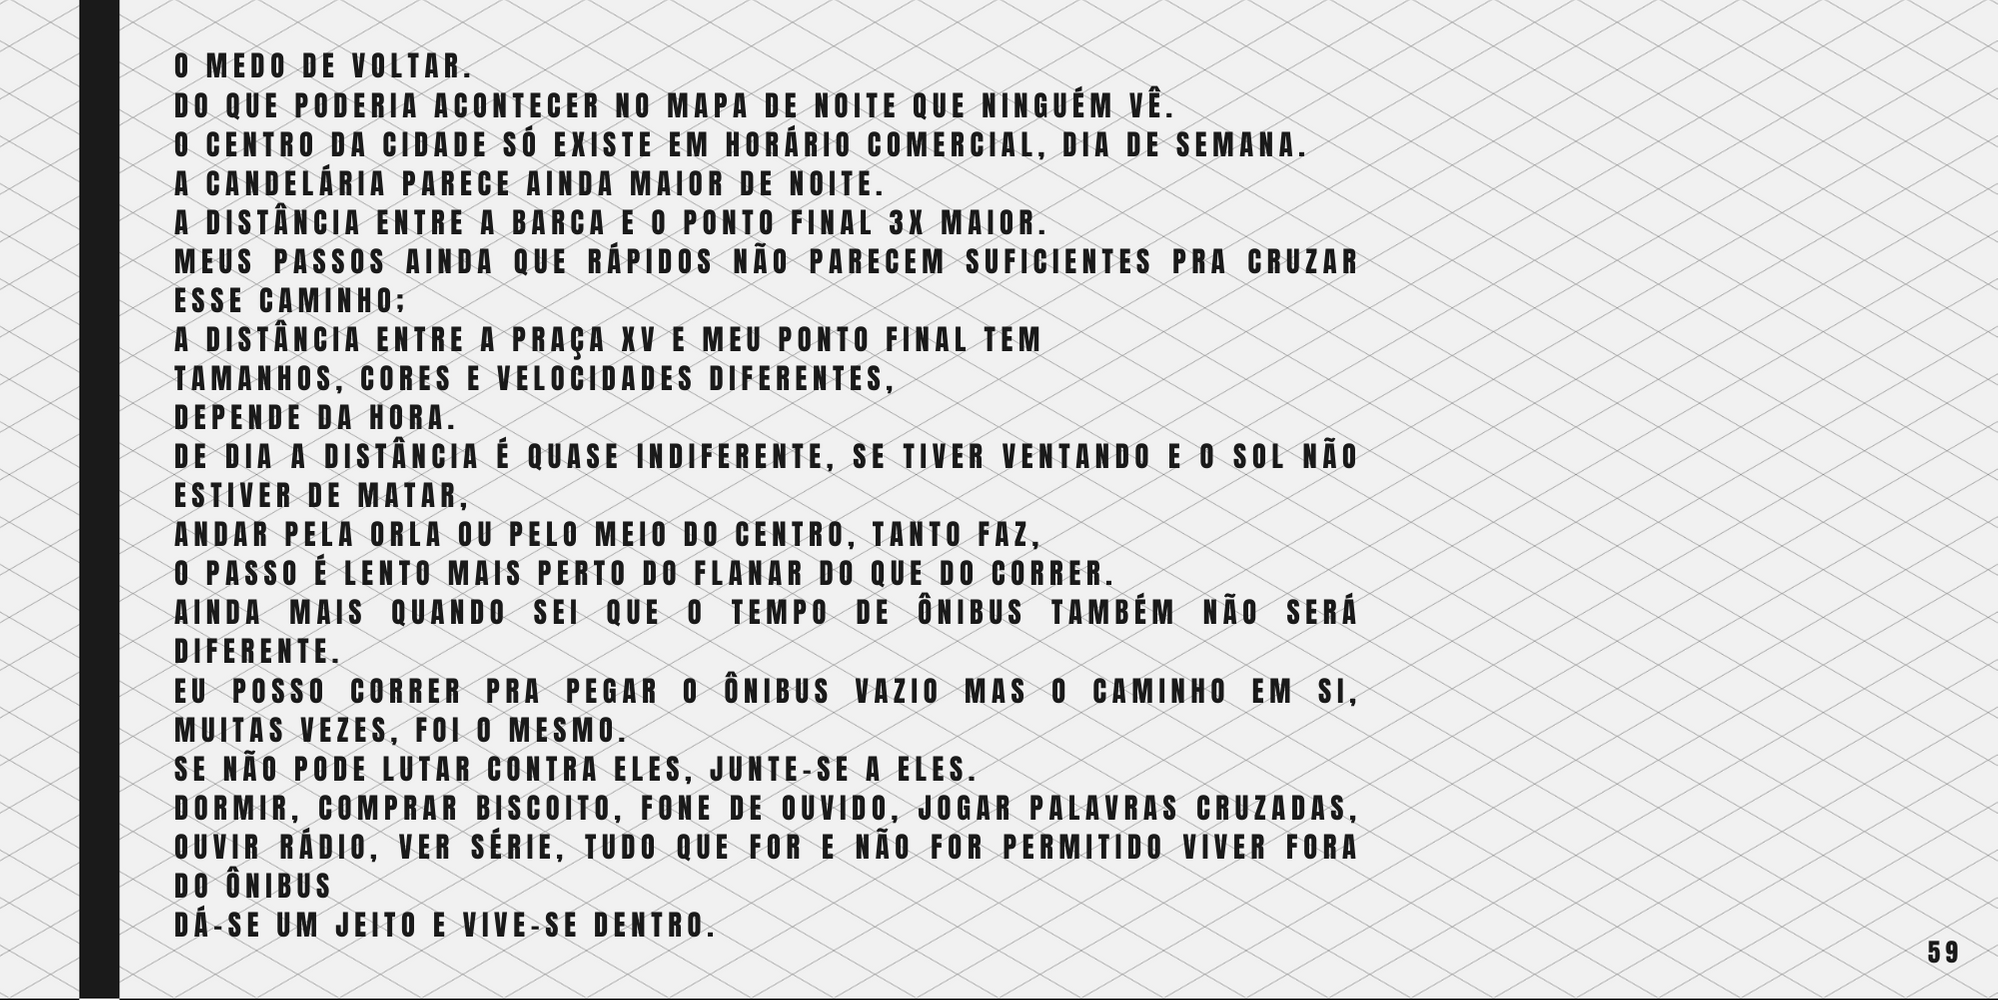 O MEDO DE VOLTAR.
DO QUE PODERIA ACONTECER NO MAPA DE NOITE QUE NINGUÉM VÊ.
O CENTRO DA CIDADE SÓ EXISTE EM HORÁRIO COMERCIAL, DIA DE SEMANA.
A CANDELÁRIA PARECE AINDA MAIOR DE NOITE.
A DISTÂNCIA ENTRE A BARCA E O PONTO FINAL 3X MAIOR.
MEUS PASSOS AINDA QUE RÁPIDOS NÃO PARECEM SUFICIENTES PRA CRUZAR
ESSE CAMINHO;
A DISTÂNCIA ENTRE A PRAÇA XV E MEU PONTO FINAL TEM
TAMANHOS, CORES E VELOCIDADES DIFERENTES,
DEPENDE DA HORA.
DE DIA A DISTÂNCIA É QUASE INDIFERENTE, SE TIVER VENTANDO E O SOL NÃO
ESTIVER DE MATAR,
ANDAR PELA ORLA OU PELO MEIO DO CENTRO, TANTO FAZ,
O PASSO É LENTO MAIS PERTO DO FLANAR DO QUE DO CORRER.
AINDA MAIS QUANDO SEI QUE O TEMPO DE ÔNIBUS TAMBÉM NÃO SERÁ
DIFERENTE.
EU POSSO CORRER PRA PEGAR O ÔNIBUS VAZIO MAS O CAMINHO EM SI,
MUITAS VEZES, FOI O MESMO.
SE NÃO PODE LUTAR CONTRA ELES, JUNTE-SE A ELES.
DORMIR, COMPRAR BISCOITO, FONE DE OUVIDO, JOGAR PALAVRAS CRUZADAS,
OUVIR RÁDIO, VER SÉRIE, TUDO QUE FOR E NÃO FOR PERMITIDO VIVER FORA
DO ÔNIBUS
DÁ-SE UM JEITO E VIVE-SE DENTRO.
59